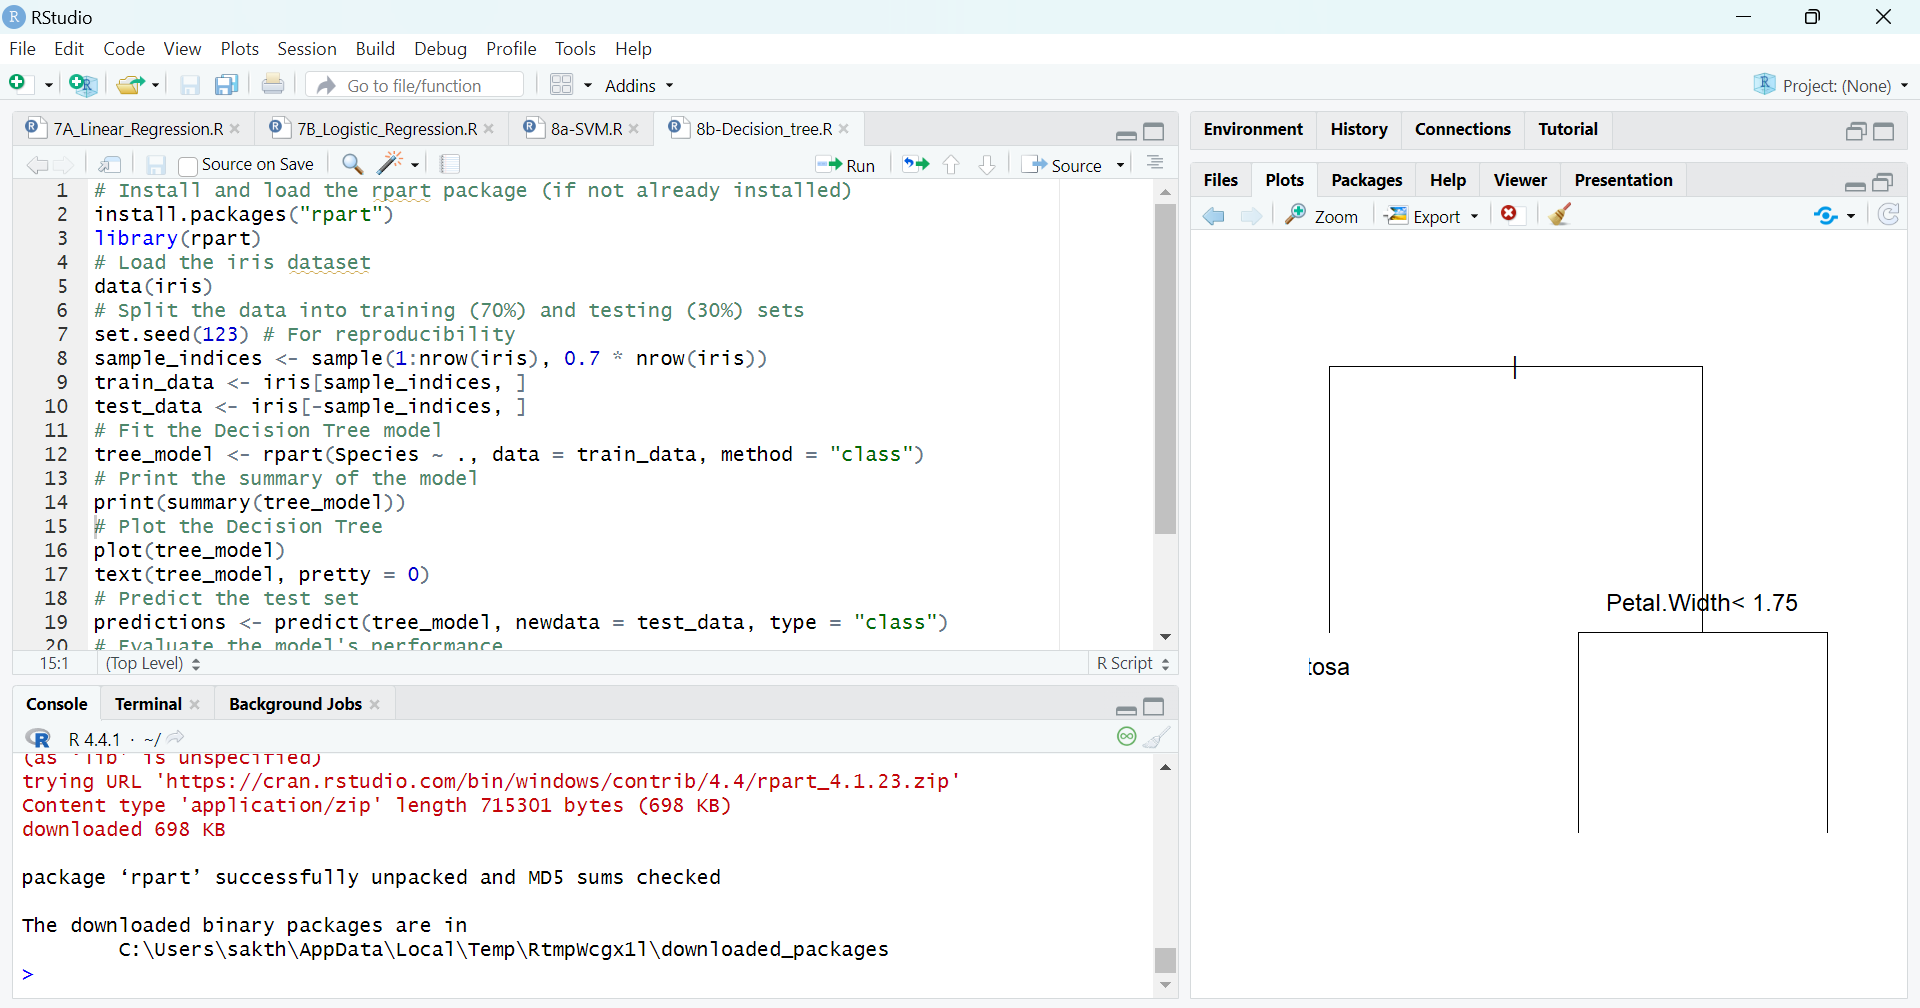 RStudio
File Edit Code View Plots Session Build Debug Profile Tools Help
Go to file/function Addins Project: (None)
7A_Linear_Regression.R 7B_Logistic_Regression.R 8a-SVM.R 8b-Decision_tree.R
Source on Save Run Source
1 # Install and load the rpart package (if not already installed)
2 install.packages("rpart")
3 library(rpart)
4 # Load the iris dataset
5 data(iris)
6 # Split the data into training (70%) and testing (30%) sets
7 set.seed(123) # For reproducibility
8 sample_indices <- sample(1:nrow(iris), 0.7 * nrow(iris))
9 train_data <- iris[sample_indices, ]
10 test_data <- iris[-sample_indices, ]
11 # Fit the Decision Tree model
12 tree_model <- rpart(Species ~ ., data = train_data, method = "class")
13 # Print the summary of the model
14 print(summary(tree_model))
15 # Plot the Decision Tree
16 plot(tree_model)
17 text(tree_model, pretty = 0)
18 # Predict the test set
19 predictions <- predict(tree_model, newdata = test_data, type = "class")
20 # Evaluate the model's performance
15:1 (Top Level) R Script
Console Terminal Background Jobs
R 4.4.1 · ~/
(as 'lib' is unspecified)
trying URL 'https://cran.rstudio.com/bin/windows/contrib/4.4/rpart_4.1.23.zip'
Content type 'application/zip' length 715301 bytes (698 KB)
downloaded 698 KB
package ‘rpart’ successfully unpacked and MD5 sums checked
The downloaded binary packages are in
C:\Users\sakth\AppData\Local\Temp\RtmpWcgx1l\downloaded_packages
>
Environment History Connections Tutorial
Files Plots Packages Help Viewer Presentation
Zoom Export
Petal.Width< 1.75
tosa